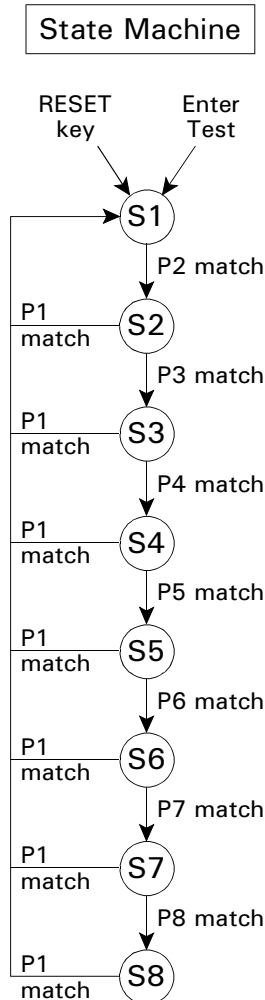 State Machine
RESET
key
Enter
Test
S1
P2 match
P1
match
S2
P3 match
P1
match
S3
P4 match
P1
match
S4
P5 match
P1
match
S5
P6 match
P1
match
S6
P7 match
P1
match
S7
P8 match
P1
match
S8